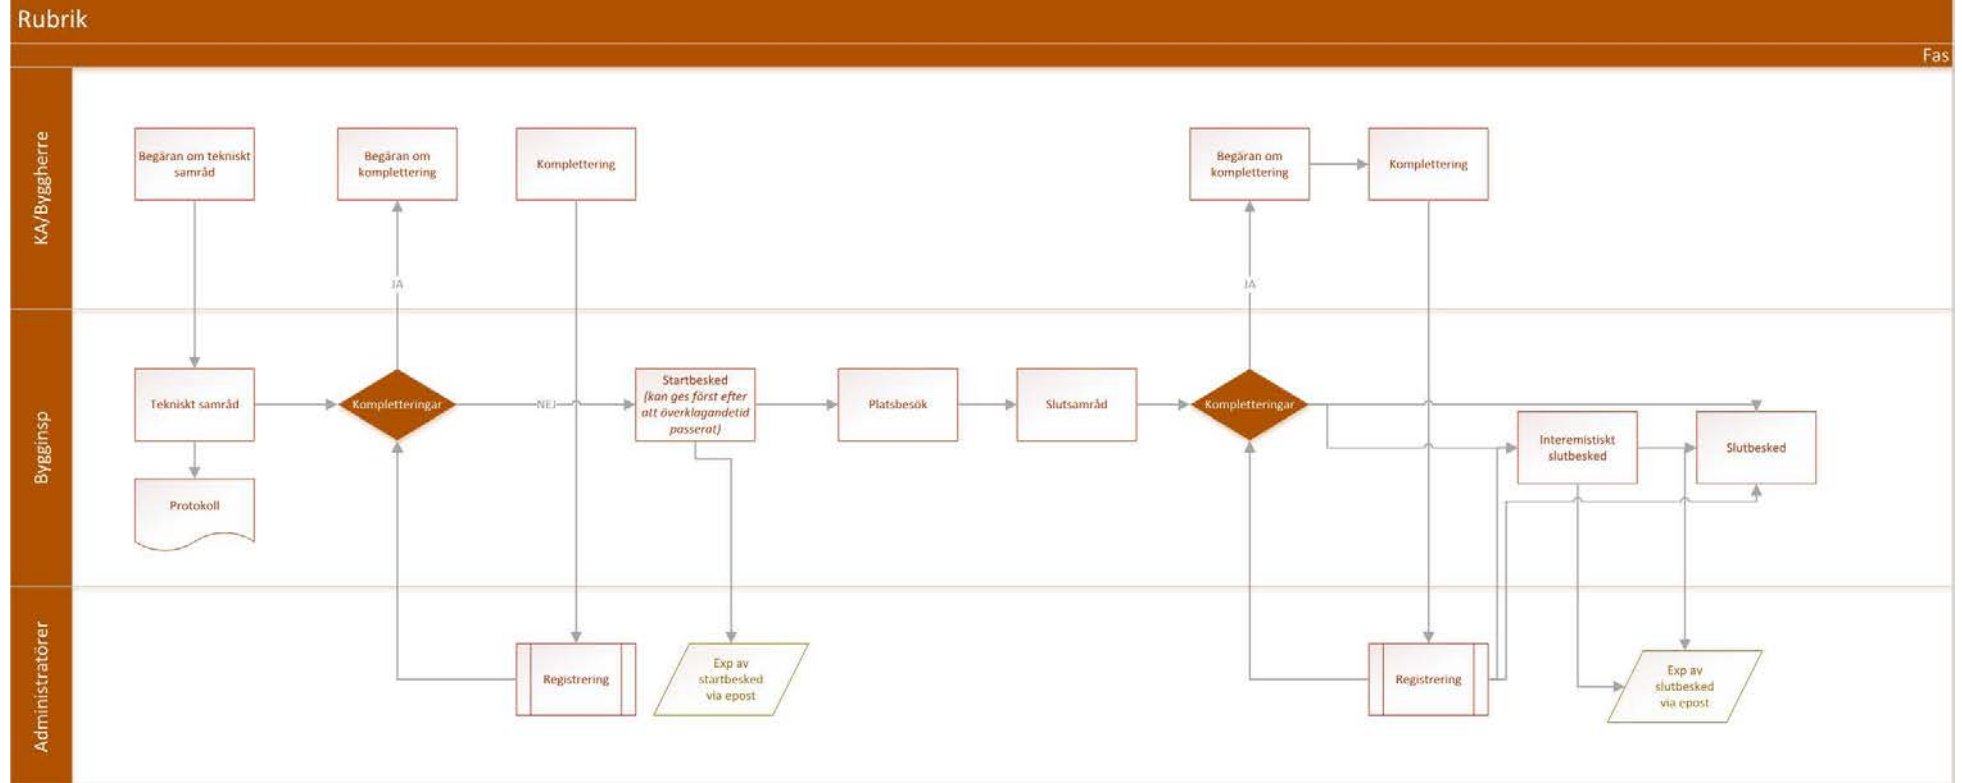 Rubrik
Fas
KA/Byggherre
Begäran om tekniskt
samråd
Begäran om
komplettering
Komplettering
Begäran om
komplettering
Komplettering
JA
JA
Bygginsp
Tekniskt samråd
Kompletteringar
NEJ
Startbesked
(kan ges först efter
att överklagandetid
passerat)
Platsbesök
Slutsamråd
Kompletteringar
Interemistiskt
slutbesked
Slutbesked
Protokoll
Administratörer
Registrering
Exp av
startbesked
via epost
Registrering
Exp av
slutbesked
via epost